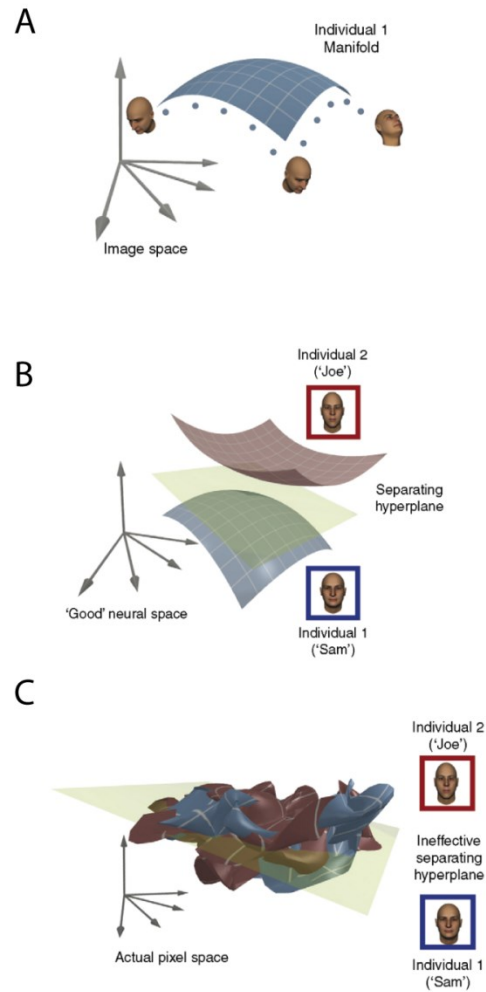 A
Individual 1
Manifold
Image space
B
Individual 2
('Joe')
Separating
hyperplane
'Good' neural space
Individual 1
('Sam')
C
Individual 2
('Joe')
Ineffective
separating
hyperplane
Actual pixel space
Individual 1
('Sam')